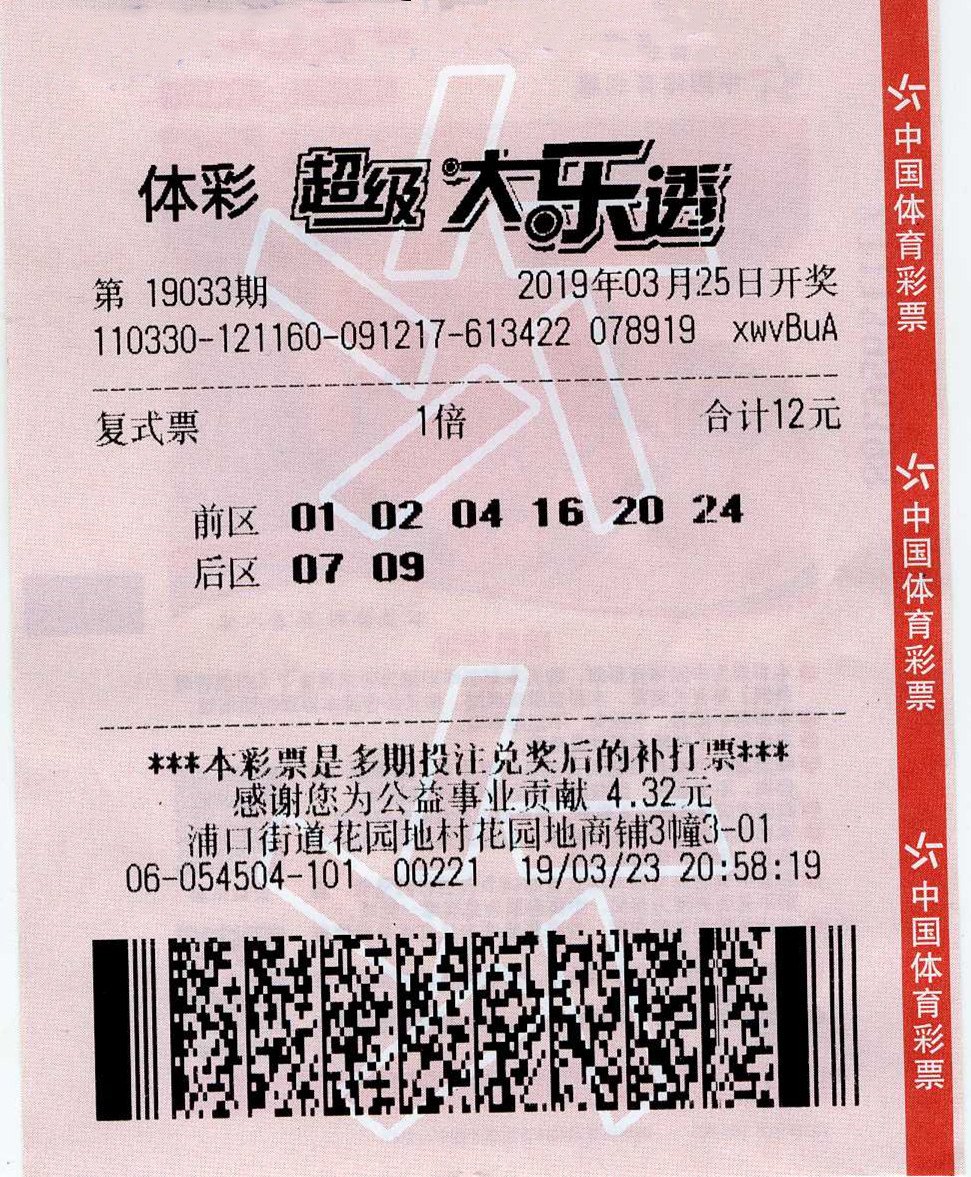 体彩 超级大乐透
第 19033期 2019年03月25日开奖
110330-121160-091217-613422 078919 xwvBuA
复式票 1倍 合计12元
前区 01 02 04 16 20 24
后区 07 09
***本彩票是多期投注兑奖后的补打票***
感谢您为公益事业贡献 4.32元
浦口街道花园地村花园地商铺3幢3-01
06-054504-101 00221 19/03/23 20:58:19
中国体育彩票
中国体育彩票
中国体育彩票